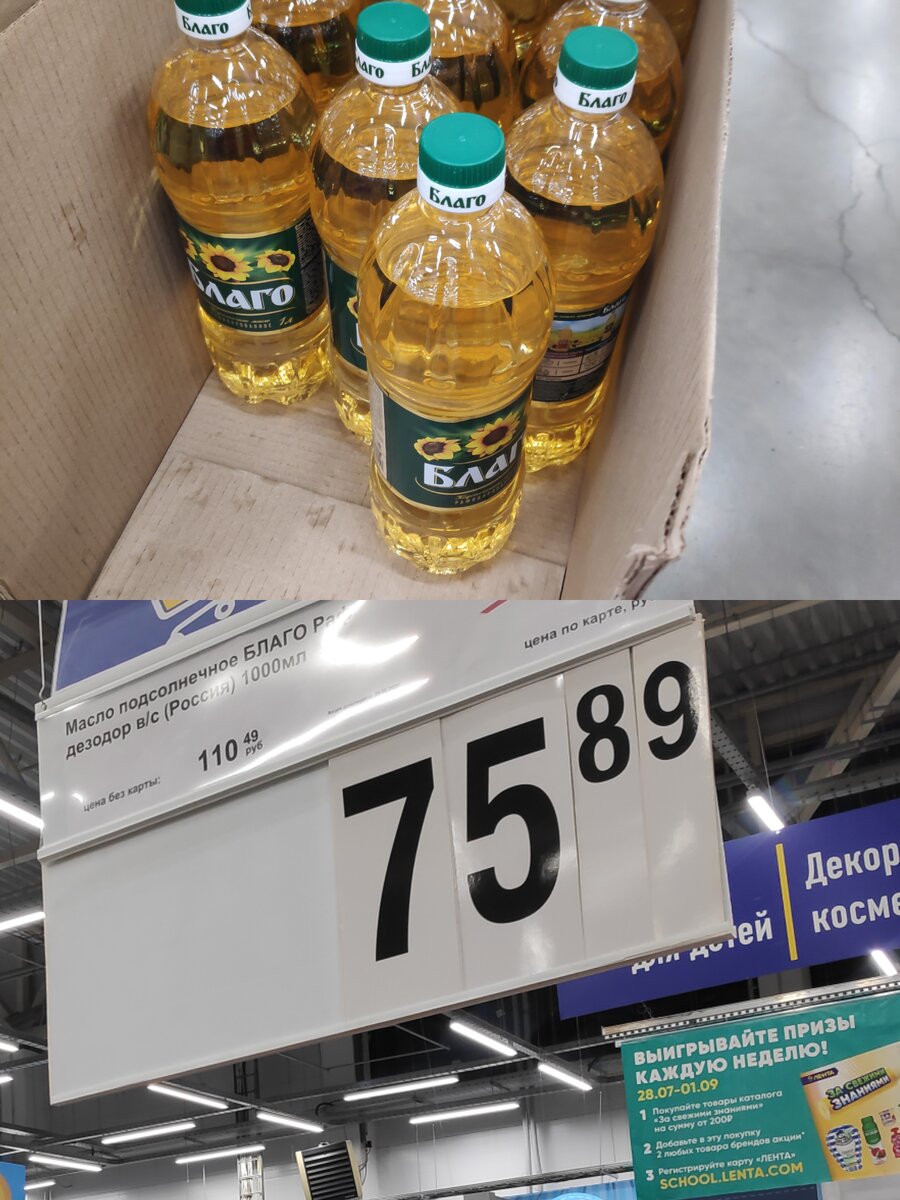 Благо
Благо
Благо
Благо
Благо
1л
Благо
Масло подсолнечное БЛАГО
дезодор в/с (Россия) 1000мл
цена по карте,
цена без карты:
110 49
руб
75 89
Декор
косме
для детей
ВЫИГРЫВАЙТЕ ПРИЗЫ
КАЖДУЮ НЕДЕЛЮ!
28.07-01.09
1 Покупайте товары каталога
«За свежими знаниями»
на сумму от 200₽
2 Добавьте в эту покупку
2 любых товара брендов акции*
3 Регистрируйте карту «ЛЕНТА»
SCHOOL.LENTA.COM
ЛЕНТА
ЗА СВЕЖИМИ
ЗНАНИЯМИ